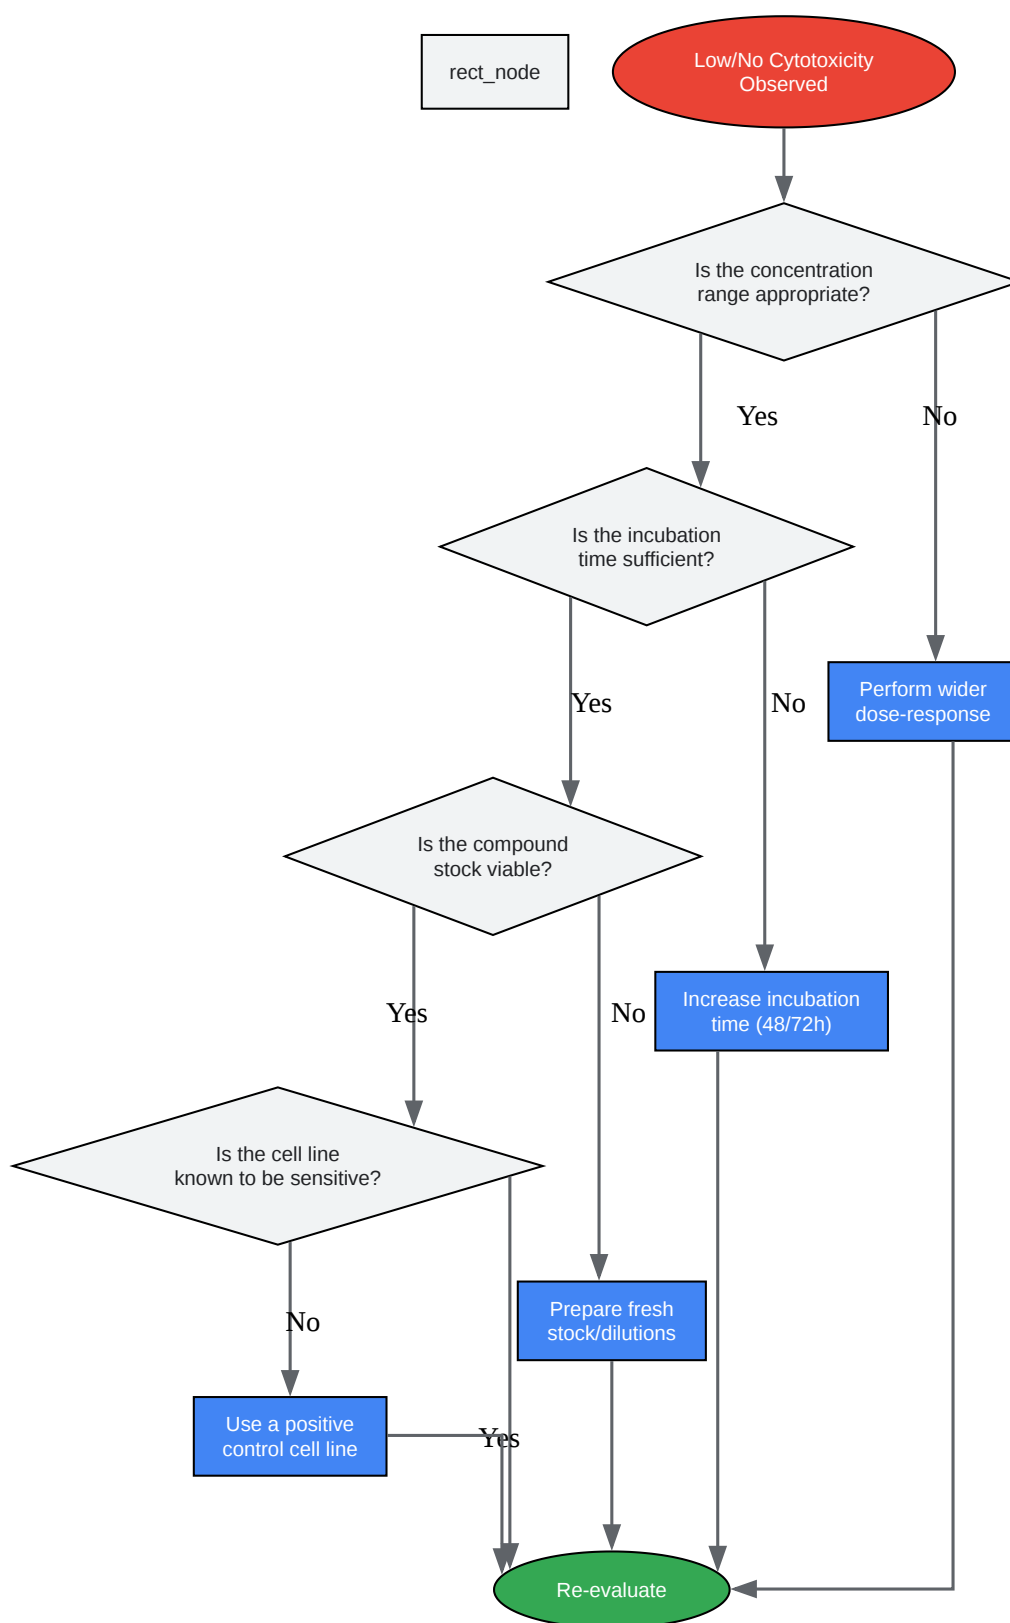 rect_node
Low/No Cytotoxicity
Observed
Is the concentration
range appropriate?
Yes
No
Is the incubation
time sufficient?
Yes
No
Perform wider
dose-response
Is the compound
stock viable?
Yes
No
Increase incubation
time (48/72h)
Is the cell line
known to be sensitive?
No
Prepare fresh
stock/dilutions
Use a positive
control cell line
Yes
Re-evaluate